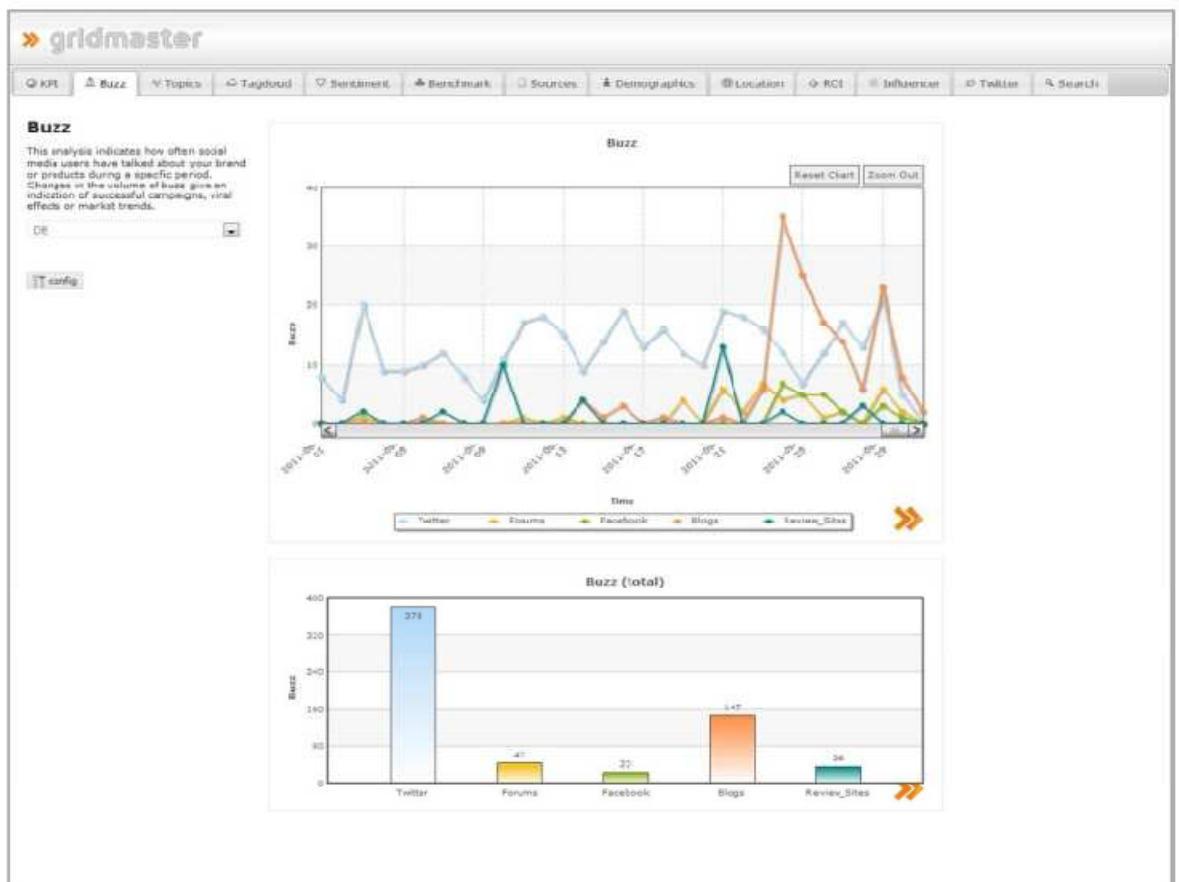 gridmaster
KPI Buzz Topics Tagcloud Sentiment Benchmark Sources Demographics Location ROI Influencer Twitter Search
Buzz
This analysis indicates how often social
media users have talked about your brand
or products during a specific period.
Changes in the volume of buzz give an
indication of successful campaigns, viral
effects or market trends.
DE
config
Buzz
Reset Chart Zoom Out
40
30
20
10
0
Buzz
Time
Twitter Forums Facebook Blogs Review_Sites
Buzz (total)
400
320
240
160
80
0
Buzz
Twitter Forums Facebook Blogs Review_Sites